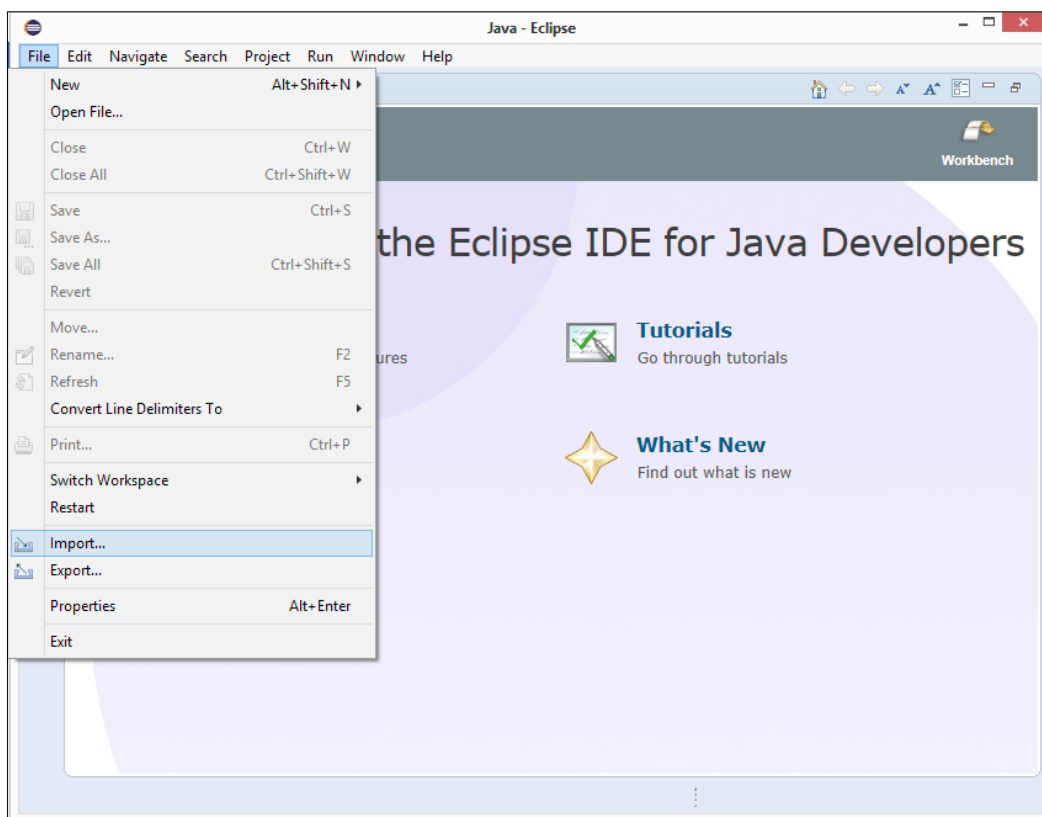 Java - Eclipse
File Edit Navigate Search Project Run Window Help
New Alt+Shift+N
Open File...
Close Ctrl+W
Close All Ctrl+Shift+W
Workbench
Save Ctrl+S
Save As...
Save All Ctrl+Shift+S
Revert
the Eclipse IDE for Java Developers
Move...
Rename... F2
Refresh F5
Convert Line Delimiters To
Print... Ctrl+P
Switch Workspace
Restart
Import...
Export...
Properties Alt+Enter
Exit
ures
Tutorials
Go through tutorials
What's New
Find out what is new